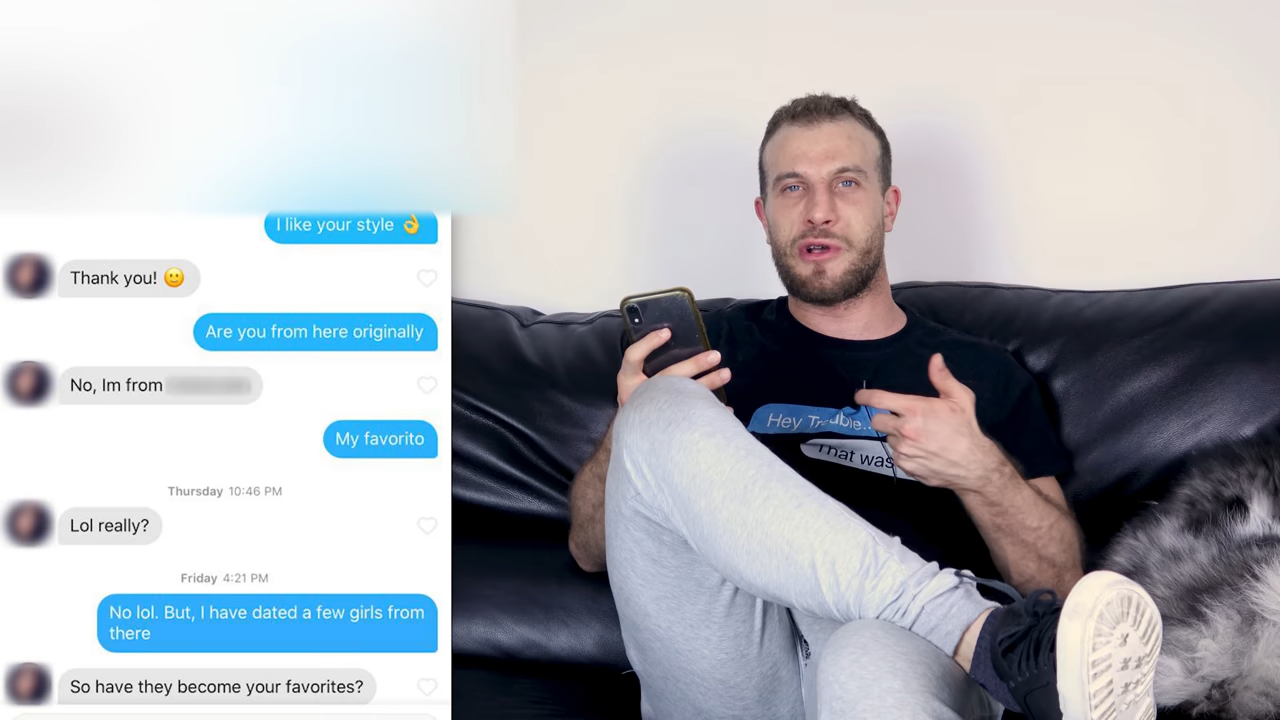 I like your style 👌
Thank you! 🙂
Are you from here originally
No, Im from
My favorito
Thursday 10:46 PM
Lol really?
Friday 4:21 PM
No lol. But, I have dated a few girls from
there
So have they become your favorites?
Hey Trouble...
That was